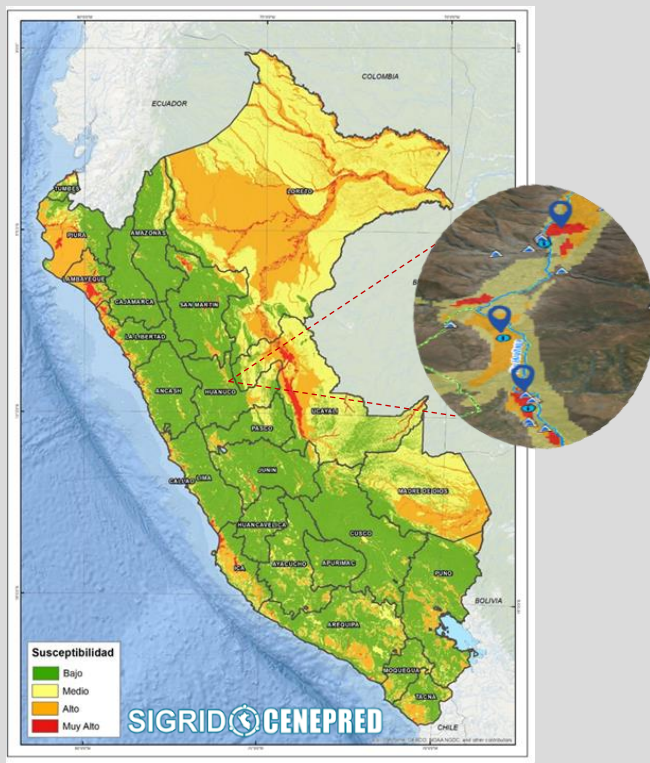 COLOMBIA
ECUADOR
TUMBES
LORETO
PIURA
AMAZONAS
LAMBAYEQUE
CAJAMARCA
SAN MARTIN
LA LIBERTAD
ANCASH
HUANUCO
UCAYALI
PASCO
JUNIN
CALLAO
LIMA
MADRE DE DIOS
HUANCAVELICA
CUSCO
AYACUCHO
APURIMAC
ICA
PUNO
BOLIVIA
AREQUIPA
MOQUEGUA
TACNA
CHILE
Susceptibilidad
Bajo
Medio
Alto
Muy Alto
SIGRID CENEPRED